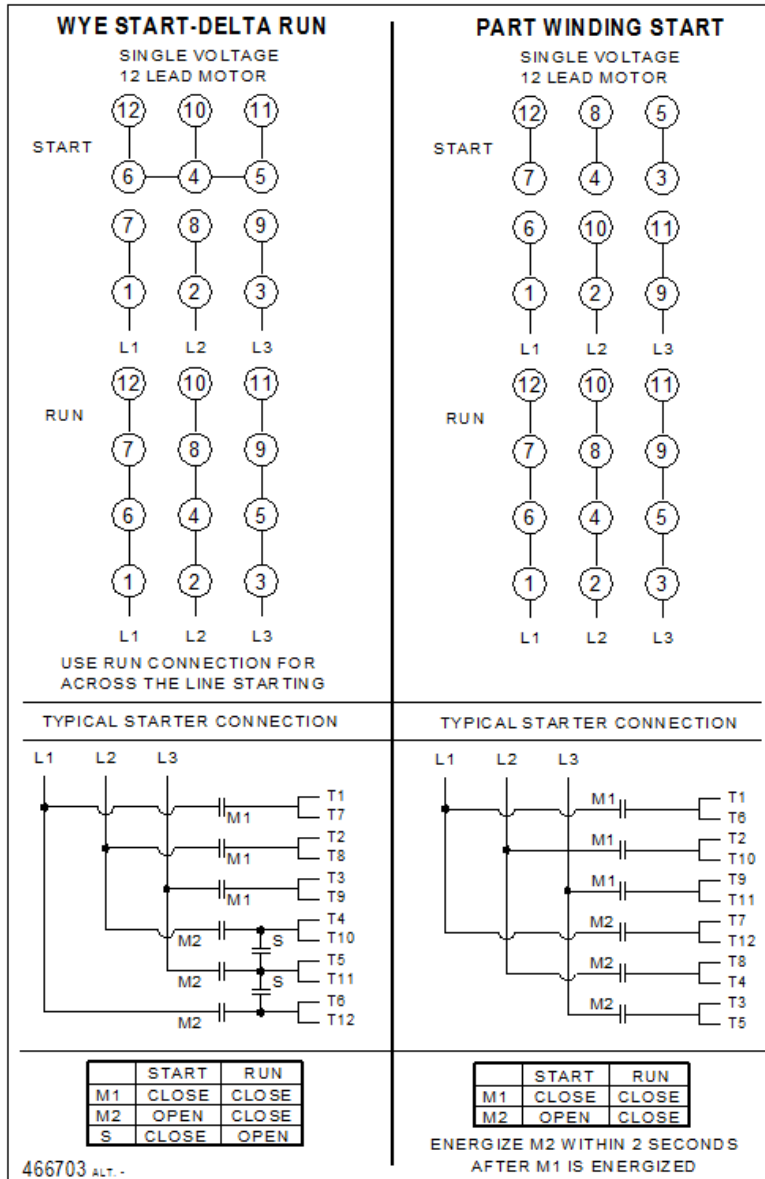 WYE START-DELTA RUN
SINGLE VOLTAGE
12 LEAD MOTOR
12 10 11
START
6 4 5
7 8 9
1 2 3
L1 L2 L3
12 10 11
RUN
7 8 9
6 4 5
1 2 3
L1 L2 L3
USE RUN CONNECTION FOR
ACROSS THE LINE STARTING
TYPICAL STARTER CONNECTION
L1 L2 L3
T1
M1 T7
T2
M1 T8
T3
M1 T9
T4
M2 S T10
T5
M2 S T11
T6
M2 T12
START RUN
M1 CLOSE CLOSE
M2 OPEN CLOSE
S CLOSE OPEN
466703 ALT. -
PART WINDING START
SINGLE VOLTAGE
12 LEAD MOTOR
12 8 5
START
7 4 3
6 10 11
1 2 9
L1 L2 L3
12 10 11
RUN
7 8 9
6 4 5
1 2 3
L1 L2 L3
TYPICAL STARTER CONNECTION
L1 L2 L3
M1 T1
T6
M1 T2
T10
M1 T9
T11
M2 T7
T12
M2 T8
T4
M2 T3
T5
START RUN
M1 CLOSE CLOSE
M2 OPEN CLOSE
ENERGIZE M2 WITHIN 2 SECONDS
AFTER M1 IS ENERGIZED